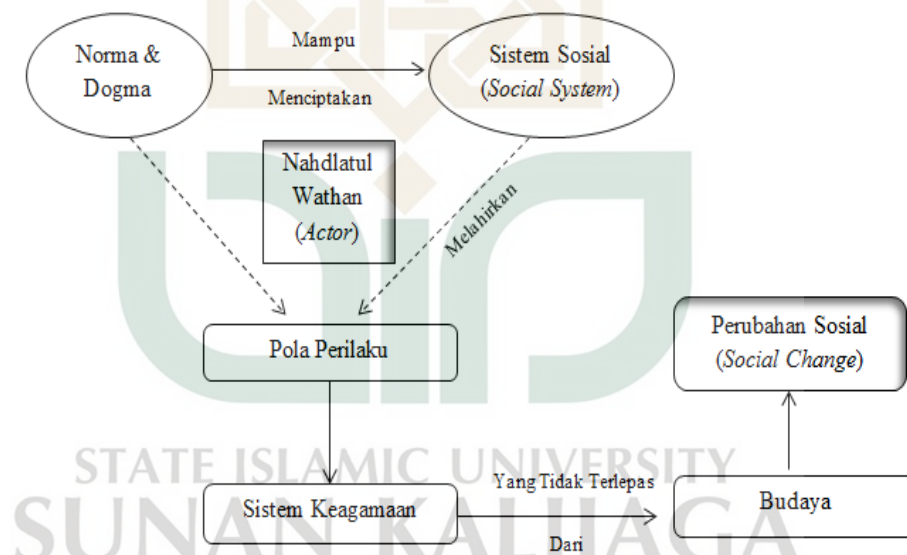 Norma &
Dogma
Mampu
Menciptakan
Sistem Sosial
(Social System)
Nahdlatul
Wathan
(Actor)
Melahirkan
Pola Perilaku
Perubahan Sosial
(Social Change)
Sistem Keagamaan
Yang Tidak Terlepas
Dari
Budaya
STATE ISLAMIC UNIVERSITY
SUNAN KALIJAGA